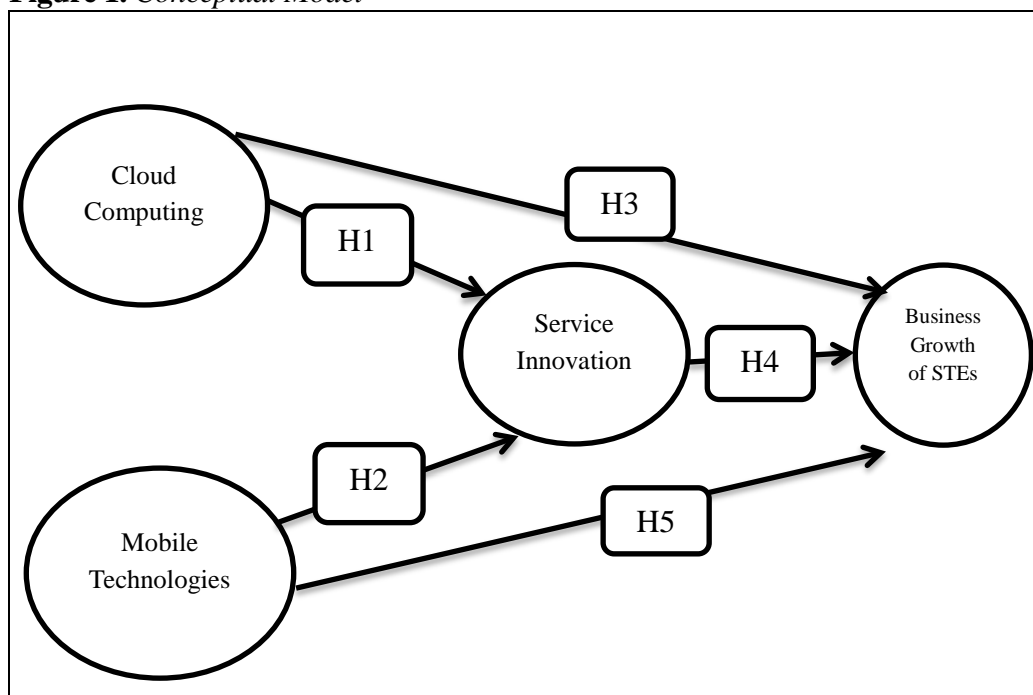 Figure 1. Conceptual Model
Cloud
Computing
H3
H1
Service
Innovation
Business
Growth
of STEs
H4
H2
H5
Mobile
Technologies